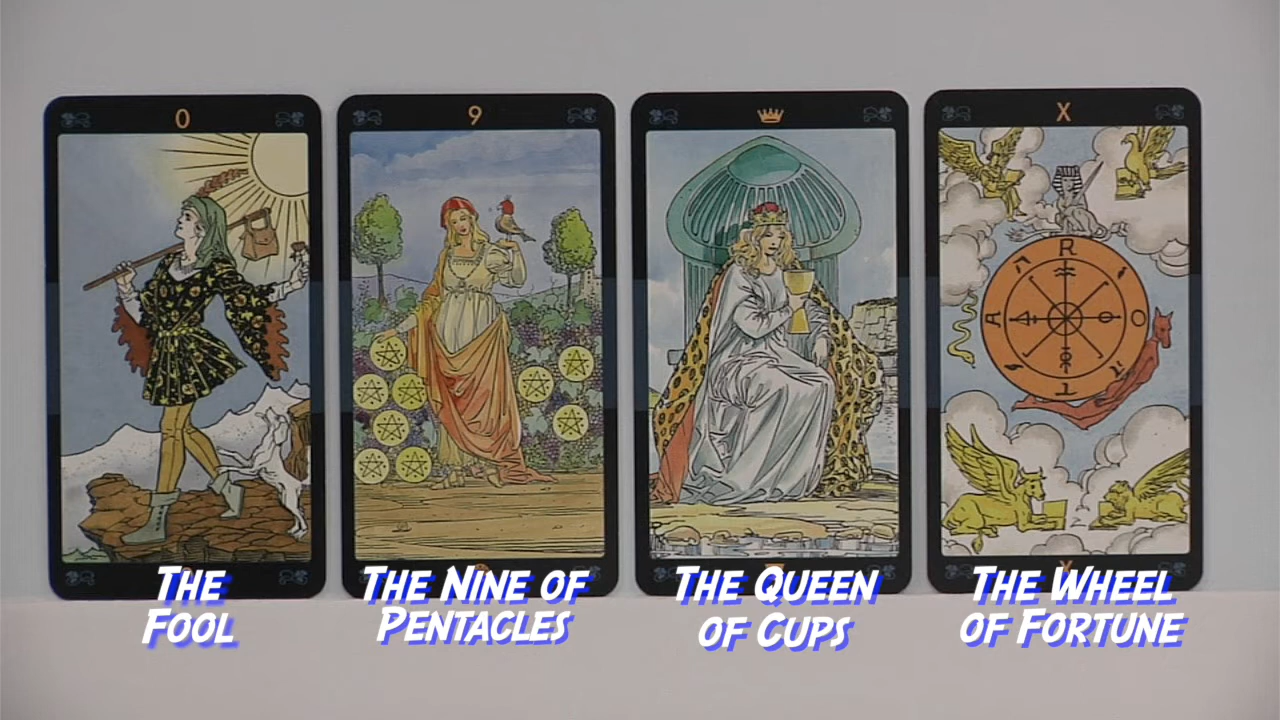 0
9
X
R
A
O
T
THE
FOOL
THE NINE OF
PENTACLES
THE QUEEN
OF CUPS
THE WHEEL
OF FORTUNE